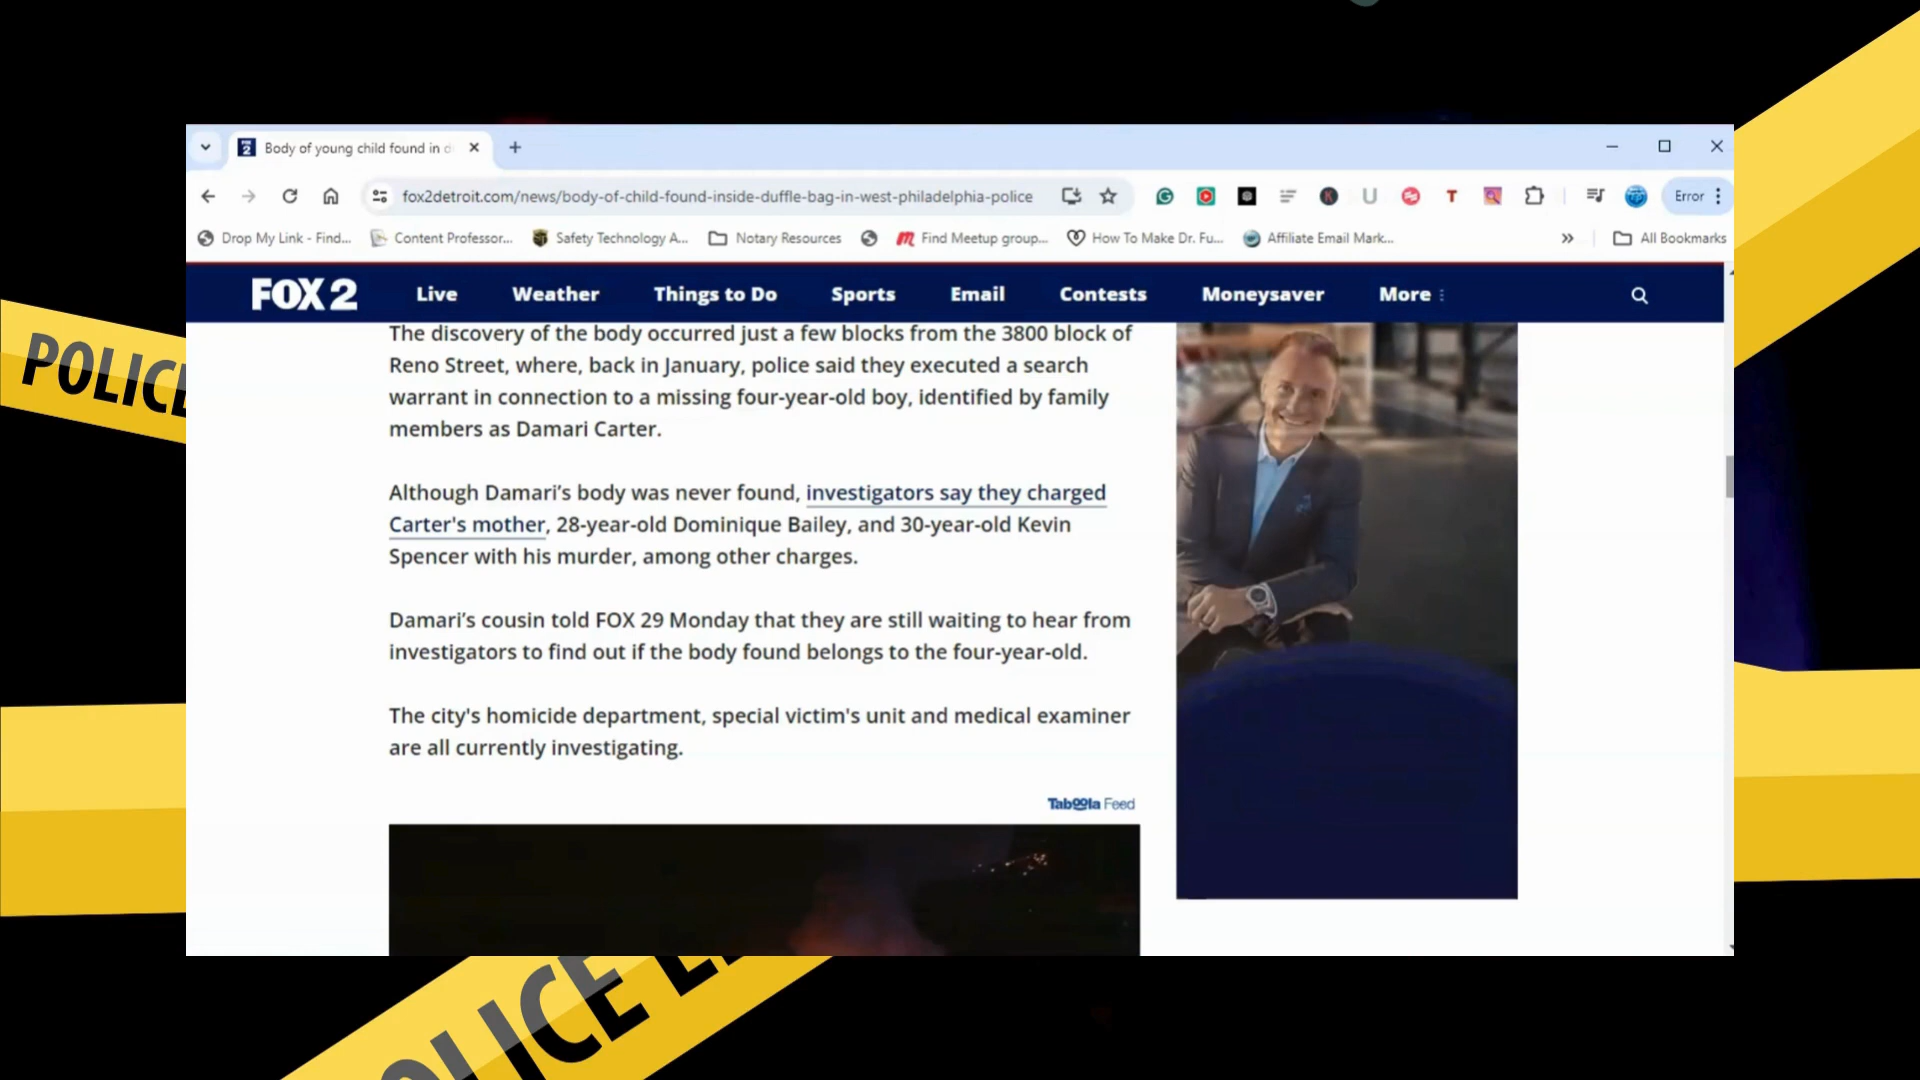 Body of young child found in d
fox2detroit.com/news/body-of-child-found-inside-duffle-bag-in-west-philadelphia-police
Error
Drop My Link - Find...
Content Professor...
Safety Technology A...
Notary Resources
Find Meetup group...
How To Make Dr. Fu...
Affiliate Email Mark...
All Bookmarks
FOX 2
Live
Weather
Things to Do
Sports
Email
Contests
Moneysaver
More
The discovery of the body occurred just a few blocks from the 3800 block of
Reno Street, where, back in January, police said they executed a search
warrant in connection to a missing four-year-old boy, identified by family
members as Damari Carter.
Although Damari’s body was never found, investigators say they charged
Carter's mother, 28-year-old Dominique Bailey, and 30-year-old Kevin
Spencer with his murder, among other charges.
Damari’s cousin told FOX 29 Monday that they are still waiting to hear from
investigators to find out if the body found belongs to the four-year-old.
The city's homicide department, special victim's unit and medical examiner
are all currently investigating.
Taboola Feed
POLICE
POLICE